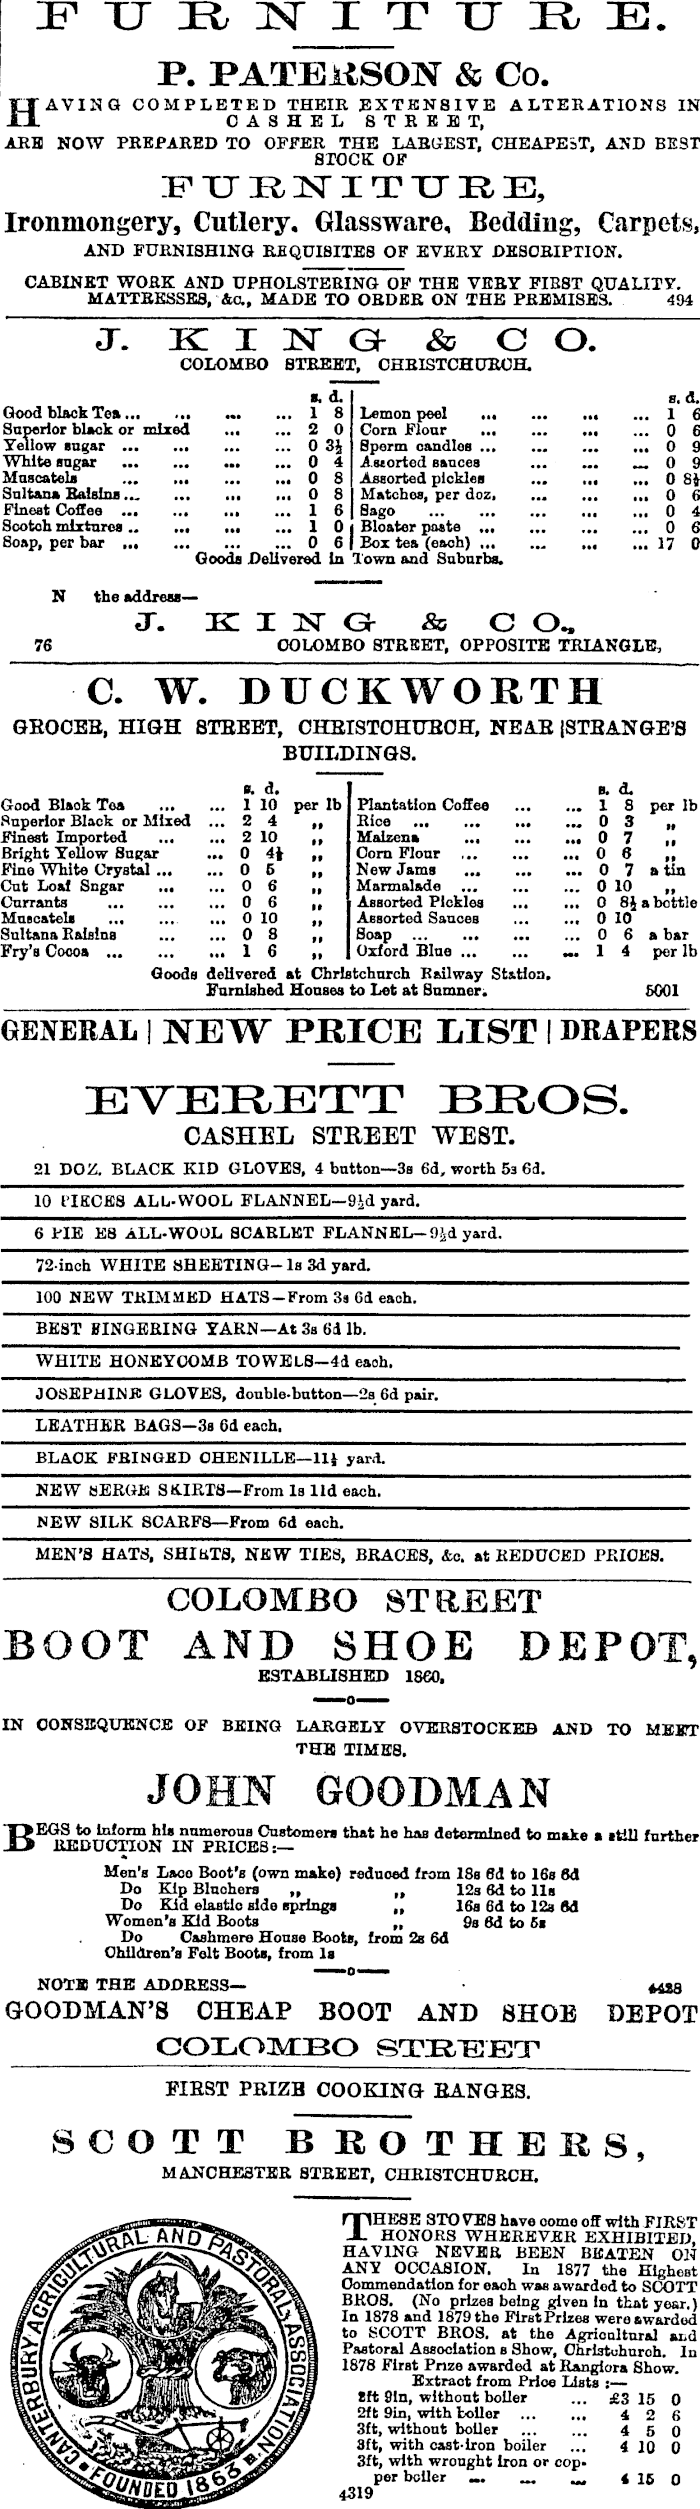 FURNITURE.
P. PATERSON & Co.
HAVING COMPLETED THEIR EXTENSIVE ALTERATIONS IN
CASHEL STREET,
ARE NOW PREPARED TO OFFER THE LARGEST, CHEAPEST, AND BEST
STOCK OF
FURNITURE,
Ironmongery, Cutlery, Glassware, Bedding, Carpets,
AND FURNISHING REQUISITES OF EVERY DESCRIPTION.
CABINET WORK AND UPHOLSTERING OF THE VERY FIRST QUALITY.
MATTRESSES, &c., MADE TO ORDER ON THE PREMISES. 494
J. KING & CO.
COLOMBO STREET, CHRISTCHURCH.
s. d.
Good black Tea ... ... ... ... 1 8
Superior black or mixed ... ... 2 0
Yellow sugar ... ... ... ... 0 3½
White sugar ... ... ... 0 4
Muscatels ... ... ... 0 8
Sultana Raisins ... ... ... ... 0 8
Finest Coffee ... ... ... ... 1 6
Scotch mixtures .. ... ... ... 1 0
Soap, per bar ... ... ... ... 0 6
s. d.
Lemon peel ... ... ... ... 1 6
Corn Flour ... ... ... ... 0 6
Sperm candles ... ... ... ... 0 9
Assorted sauces ... ... ... 0 9
Assorted pickles ... ... ... 0 8½
Matches, per doz. ... ... ... 0 6
Sago ... ... ... ... ... 0 4
Bloater paste ... ... ... ... 0 6
Box tea (each) ... ... ... ... 17 0
Goods Delivered in Town and Suburbs.
N the address—
J. KING & CO.,
76 COLOMBO STREET, OPPOSITE TRIANGLE,
C. W. DUCKWORTH
GROCER, HIGH STREET, CHRISTCHURCH, NEAR STRANGE'S
BUILDINGS.
s. d.
Good Black Tea ... ... 1 10 per lb
Superior Black or Mixed ... 2 4 „
Finest Imported ... ... 2 10 „
Bright Yellow Sugar ... 0 4½ „
Fine White Crystal ... ... 0 5 „
Cut Loaf Sugar ... ... 0 6 „
Currants ... ... 0 6 „
Muscatels ... ... ... 0 10 „
Sultana Raisins ... ... 0 8 „
Fry's Cocoa ... ... ... 1 6 „
s. d.
Plantation Coffee ... ... 1 8 per lb
Rice ... ... ... ... 0 3 „
Maizena ... ... ... 0 7 „
Corn Flour ... ... ... 0 6 „
New Jams ... ... ... 0 7 a tin
Marmalade ... ... ... 0 10 „
Assorted Pickles ... ... 0 8½ a bottle
Assorted Sauces ... ... 0 10
Soap ... ... ... ... 0 6 a bar
Oxford Blue ... ... ... 1 4 per lb
Goods delivered at Christchurch Railway Station.
Furnished Houses to Let at Sumner. 5001
GENERAL | NEW PRICE LIST | DRAPERS
EVERETT BROS.
CASHEL STREET WEST.
21 DOZ. BLACK KID GLOVES, 4 button—3s 6d, worth 5s 6d.
10 PIECES ALL-WOOL FLANNEL—9½d yard.
6 PIE ES ALL-WOOL SCARLET FLANNEL—9½d yard.
72-inch WHITE SHEETING—1s 3d yard.
100 NEW TRIMMED HATS—From 3s 6d each.
BEST FINGERING YARN—At 3s 6d lb.
WHITE HONEYCOMB TOWELS—4d each.
JOSEPHINE GLOVES, double-button—2s 6d pair.
LEATHER BAGS—3s 6d each.
BLACK FRINGED CHENILLE—11½ yard.
NEW SERGE SKIRTS—From 1s 11d each.
NEW SILK SCARFS—From 6d each.
MEN'S HATS, SHIRTS, NEW TIES, BRACES, &c. at REDUCED PRICES.
COLOMBO STREET
BOOT AND SHOE DEPOT,
ESTABLISHED 1860.
IN CONSEQUENCE OF BEING LARGELY OVERSTOCKED AND TO MEET
THE TIMES.
JOHN GOODMAN
BEGS to inform his numerous Customers that he has determined to make a still further
REDUCTION IN PRICES:—
Men's Lace Boot's (own make) reduced from 18s 6d to 16s 6d
Do Kip Bluchers „ „ 12s 6d to 11s
Do Kid elastic side springs „ 16s 6d to 12s 6d
Women's Kid Boots „ 9s 6d to 5s
Do Cashmere House Boots, from 2s 6d
Children's Felt Boots, from 1s
NOTE THE ADDRESS— 4428
GOODMAN'S CHEAP BOOT AND SHOE DEPOT
COLOMBO STREET
FIRST PRIZE COOKING RANGES.
SCOTT BROTHERS,
MANCHESTER STREET, CHRISTCHURCH.
CANTERBURY AGRICULTURAL AND PASTORAL ASSOCIATION
FOUNDED 1863
THESE STOVES have come off with FIRST
HONORS WHEREVER EXHIBITED,
HAVING NEVER BEEN BEATEN ON
ANY OCCASION. In 1877 the Highest
Commendation for each was awarded to SCOTT
BROS. (No prizes being given in that year.)
In 1878 and 1879 the First Prizes were awarded
to SCOTT BROS. at the Agricultural and
Pastoral Association s Show, Christchurch. In
1878 First Prize awarded at Rangiora Show.
Extract from Price Lists :—
2ft 9in, without boiler ... £3 15 0
2ft 9in, with boiler ... ... 4 2 6
3ft, without boiler ... ... 4 5 0
3ft, with cast-iron boiler ... 4 10 0
3ft, with wrought iron or cop-
per boiler ... ... ... 4 15 0
4319